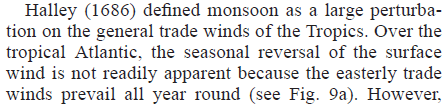 Halley (1686) defined monsoon as a large perturba-
tion on the general trade winds of the Tropics. Over the
tropical Atlantic, the seasonal reversal of the surface
wind is not readily apparent because the easterly trade
winds prevail all year round (see Fig. 9a). However,